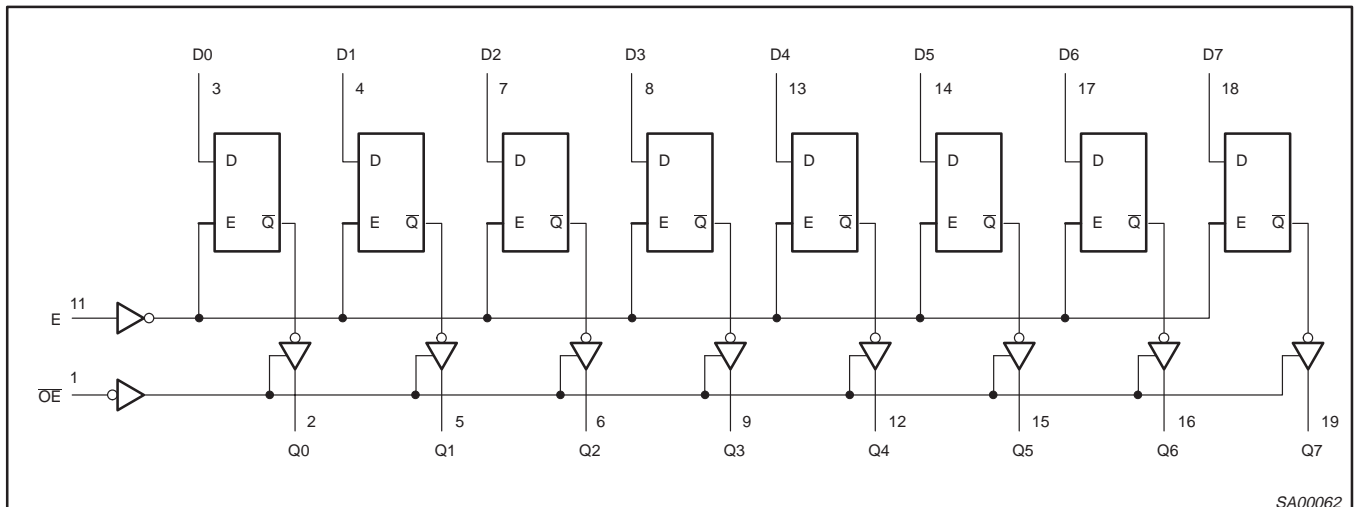 D0 D1 D2 D3 D4 D5 D6 D7
3 4 7 8 13 14 17 18
D D D D D D D D
E Q̅ E Q̅ E Q̅ E Q̅ E Q̅ E Q̅ E Q̅ E Q̅
11
E
1
O̅E̅
2 5 6 9 12 15 16 19
Q0 Q1 Q2 Q3 Q4 Q5 Q6 Q7
SA00062